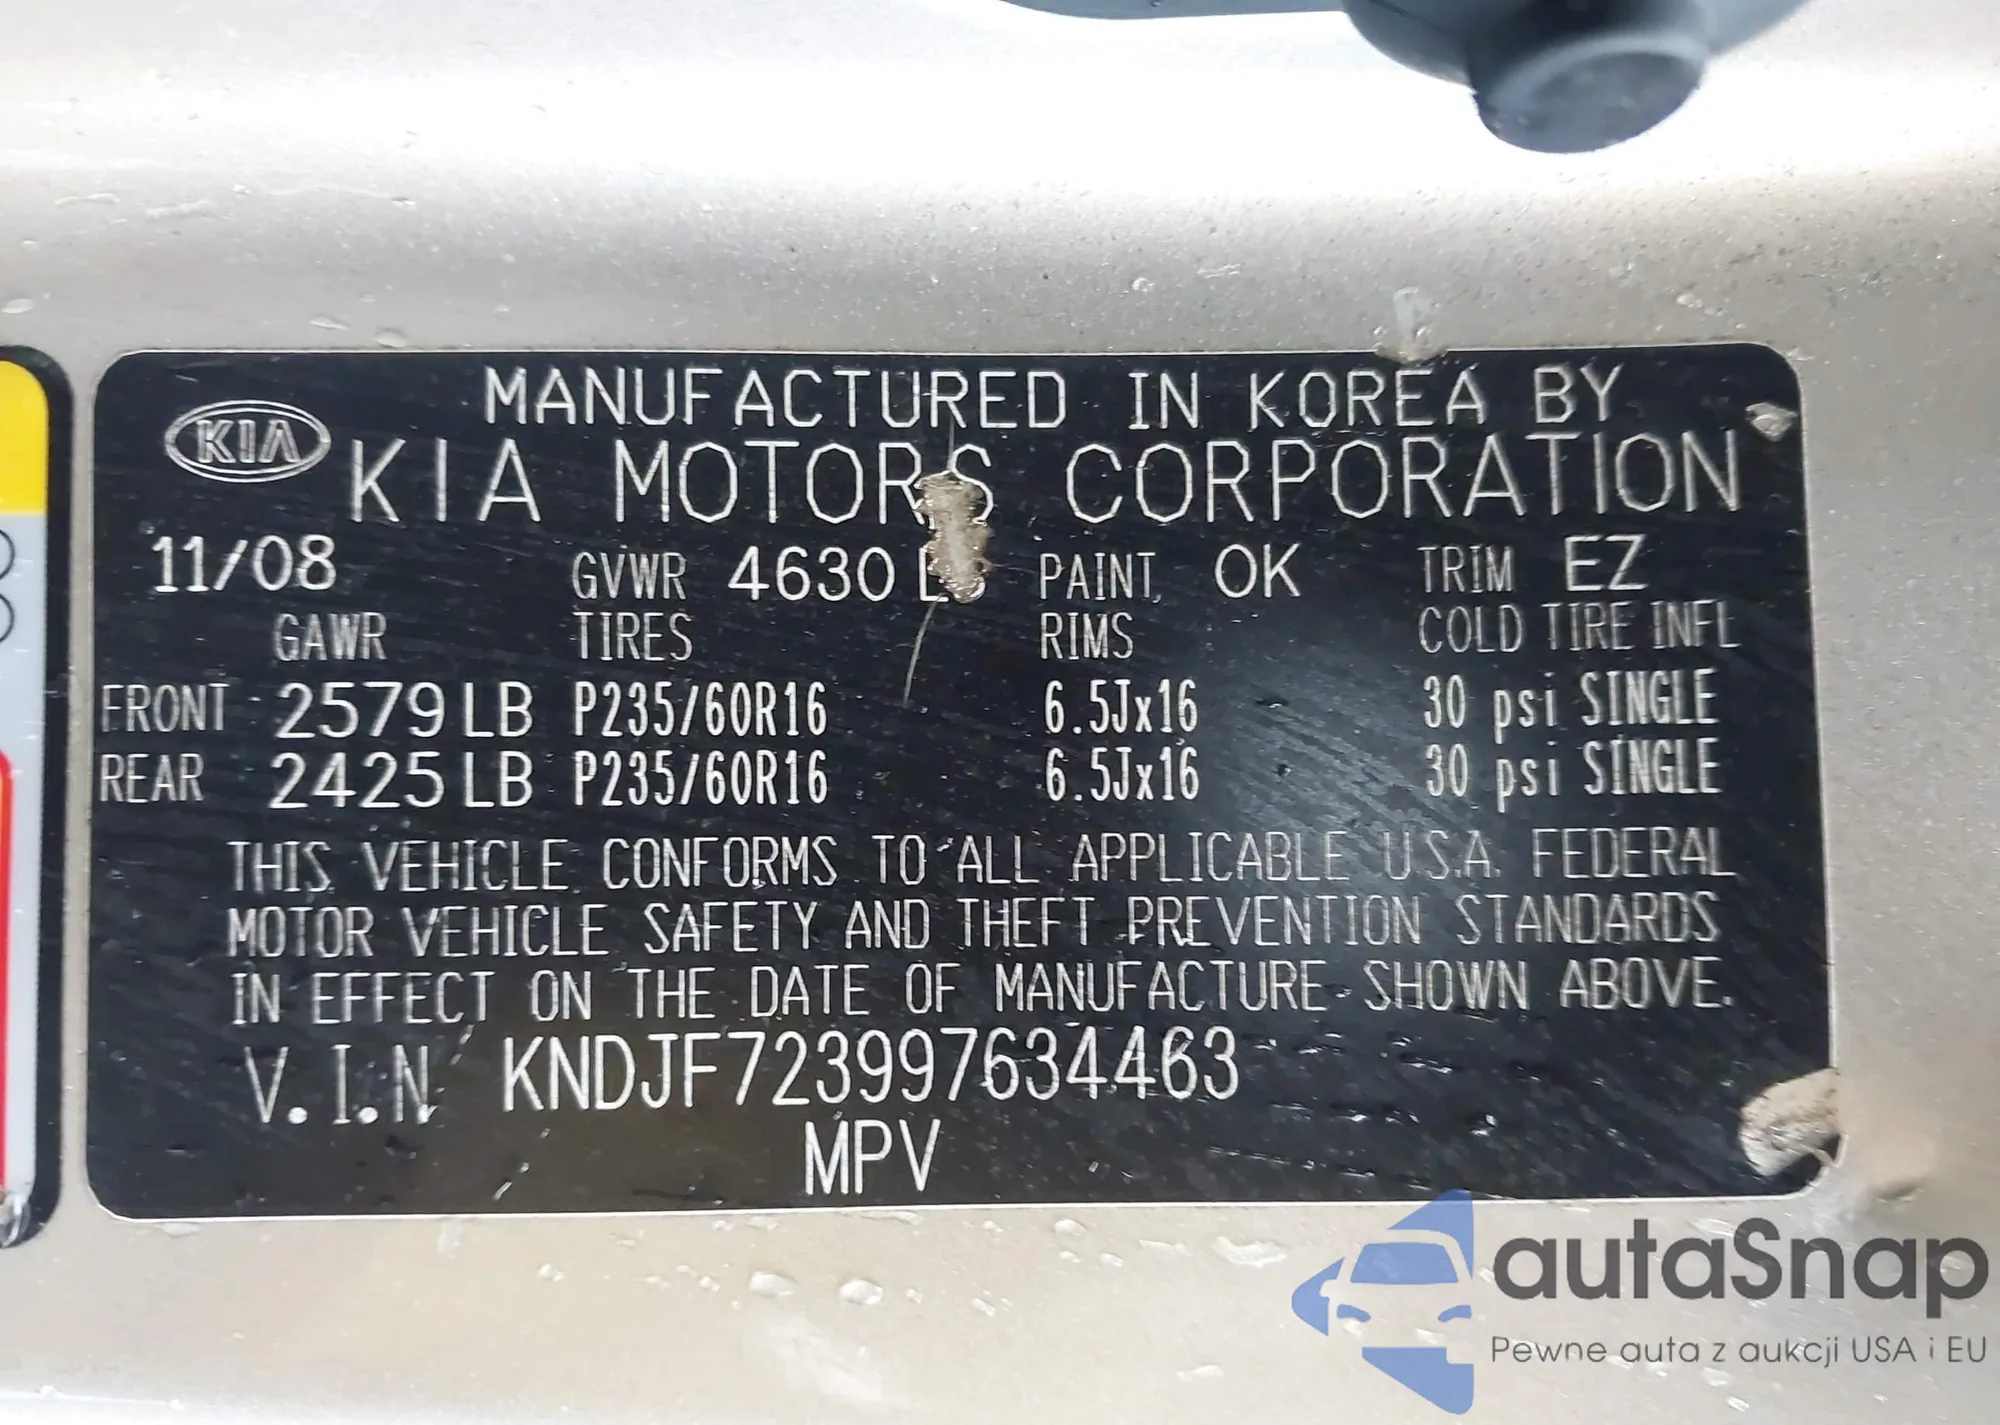 MANUFACTURED IN KOREA BY
KIA KIA MOTORS CORPORATION
11/08 GVWR 4630 LB PAINT OK TRIM EZ
GAWR TIRES RIMS COLD TIRE INFL
FRONT 2579 LB P235/60R16 6.5Jx16 30 psi SINGLE
REAR 2425 LB P235/60R16 6.5Jx16 30 psi SINGLE
THIS VEHICLE CONFORMS TO ALL APPLICABLE U.S.A. FEDERAL
MOTOR VEHICLE SAFETY AND THEFT PREVENTION STANDARDS
IN EFFECT ON THE DATE OF MANUFACTURE SHOWN ABOVE.
V.I.N. KNDJF723997634463
MPV
autaSnap
Pewne auta z aukcji USA i EU